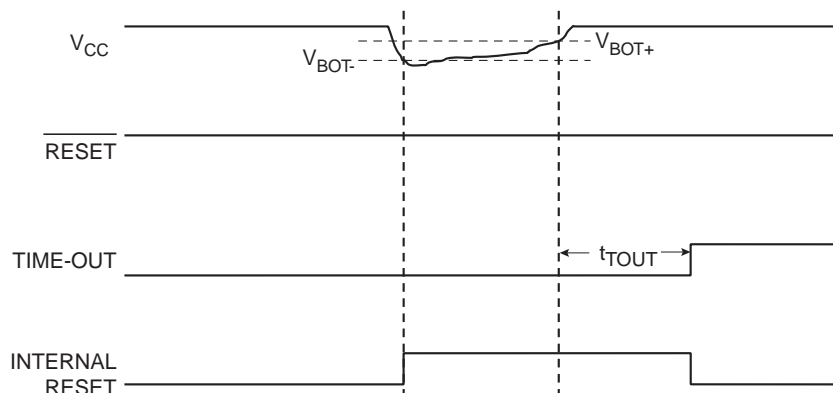 VCC
VBOT-
VBOT+
RESET
TIME-OUT
tTOUT
INTERNAL
RESET